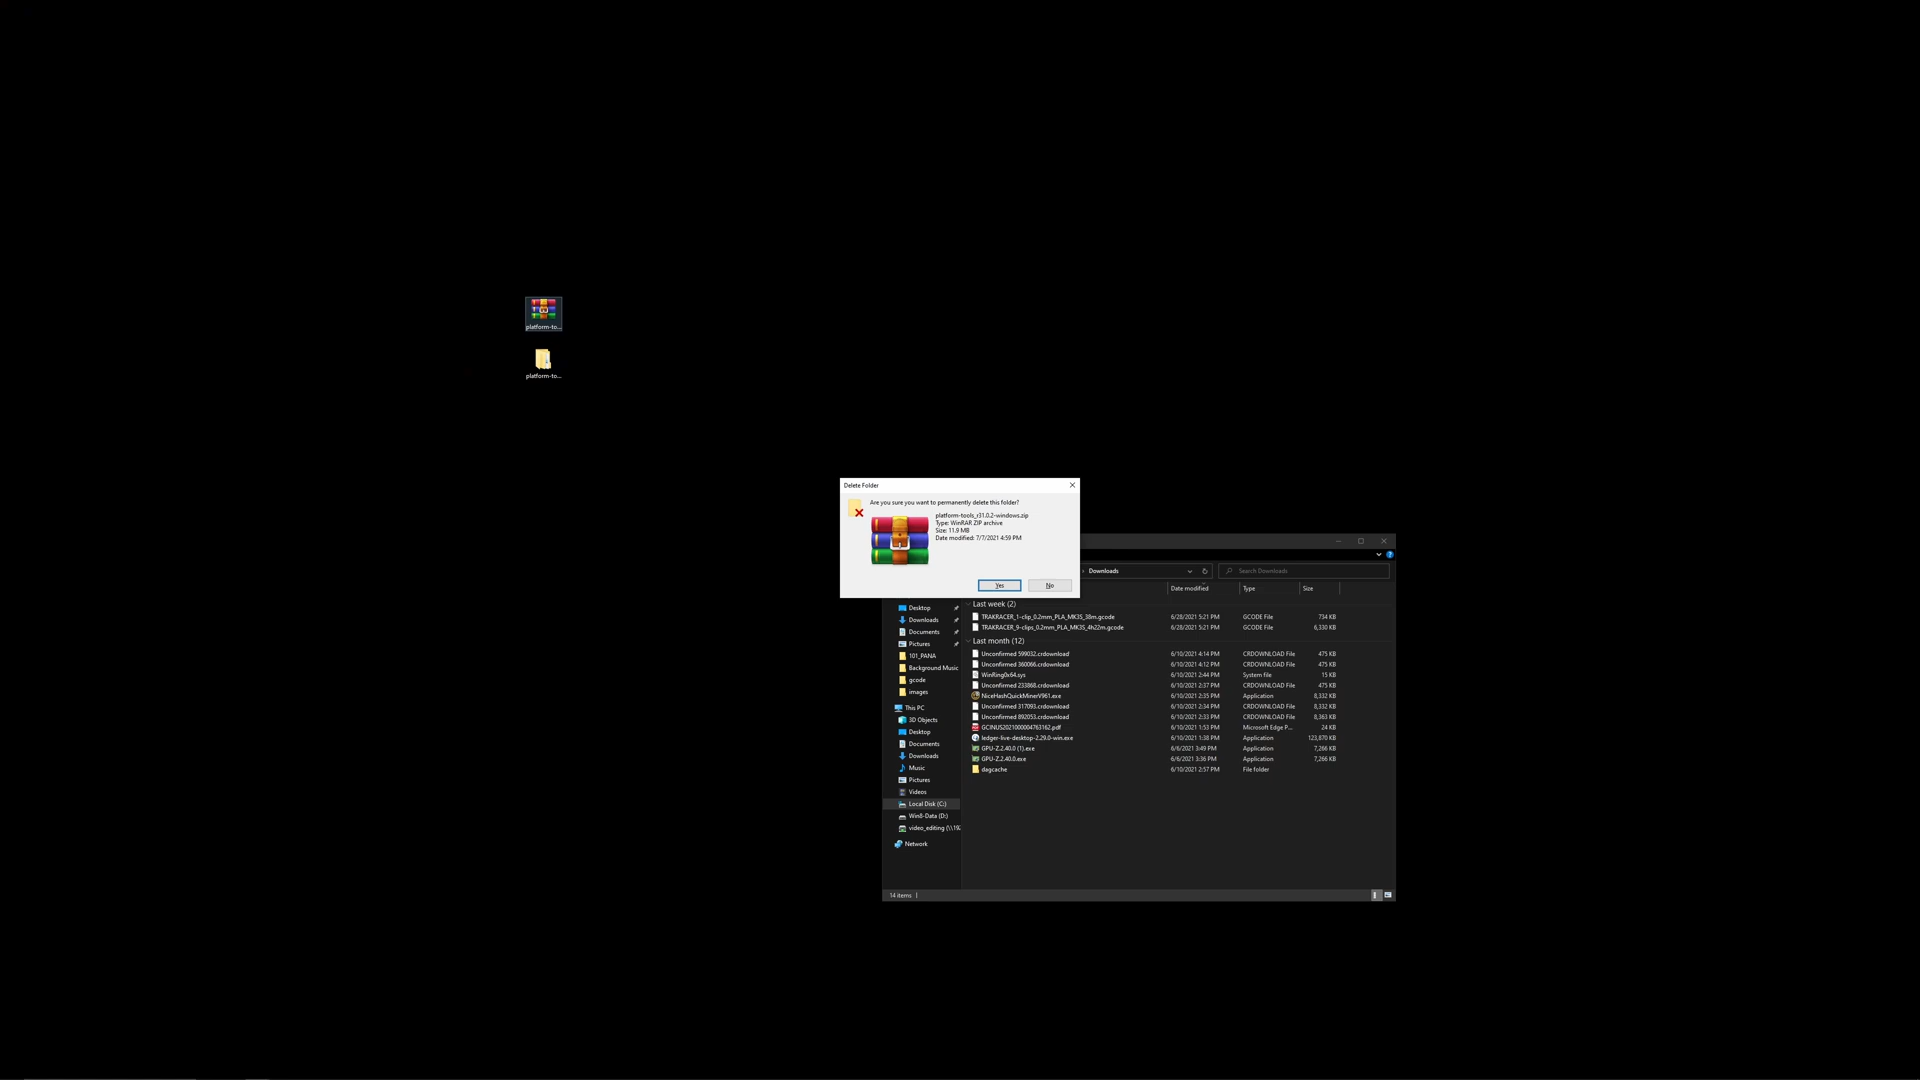 platform-to...
platform-to...
Delete Folder
Are you sure you want to permanently delete this folder?
platform-tools_r31.0.2-windows.zip
Type: WinRAR ZIP archive
Size: 11.9 MB
Date modified: 7/7/2021 4:59 PM
Yes No
Downloads Search Downloads
Date modified Type Size
Desktop
Downloads
Documents
Pictures
101_PANA
Background Music
gcode
images
This PC
3D Objects
Desktop
Documents
Downloads
Music
Pictures
Videos
Local Disk (C:)
Win8-Data (D:)
video_editing (\\192
Network
Last week (2)
TRAKRACER_1-clip_0.2mm_PLA_MK3S_38m.gcode 6/28/2021 5:21 PM GCODE File 734 KB
TRAKRACER_9-clips_0.2mm_PLA_MK3S_4h22m.gcode 6/28/2021 5:21 PM GCODE File 6,330 KB
Last month (12)
Unconfirmed 599032.crdownload 6/10/2021 4:14 PM CRDOWNLOAD File 475 KB
Unconfirmed 360066.crdownload 6/10/2021 4:12 PM CRDOWNLOAD File 475 KB
WinRing0x64.sys 6/10/2021 2:44 PM System file 15 KB
Unconfirmed 233868.crdownload 6/10/2021 2:37 PM CRDOWNLOAD File 475 KB
NiceHashQuickMinerV961.exe 6/10/2021 2:35 PM Application 8,332 KB
Unconfirmed 317093.crdownload 6/10/2021 2:34 PM CRDOWNLOAD File 8,332 KB
Unconfirmed 892053.crdownload 6/10/2021 2:33 PM CRDOWNLOAD File 8,363 KB
GCINUS2021000004763162.pdf 6/10/2021 1:53 PM Microsoft Edge P... 24 KB
ledger-live-desktop-2.29.0-win.exe 6/10/2021 1:38 PM Application 123,870 KB
GPU-Z.2.40.0 (1).exe 6/6/2021 3:49 PM Application 7,266 KB
GPU-Z.2.40.0.exe 6/6/2021 3:36 PM Application 7,266 KB
dagcache 6/10/2021 2:57 PM File folder
14 items